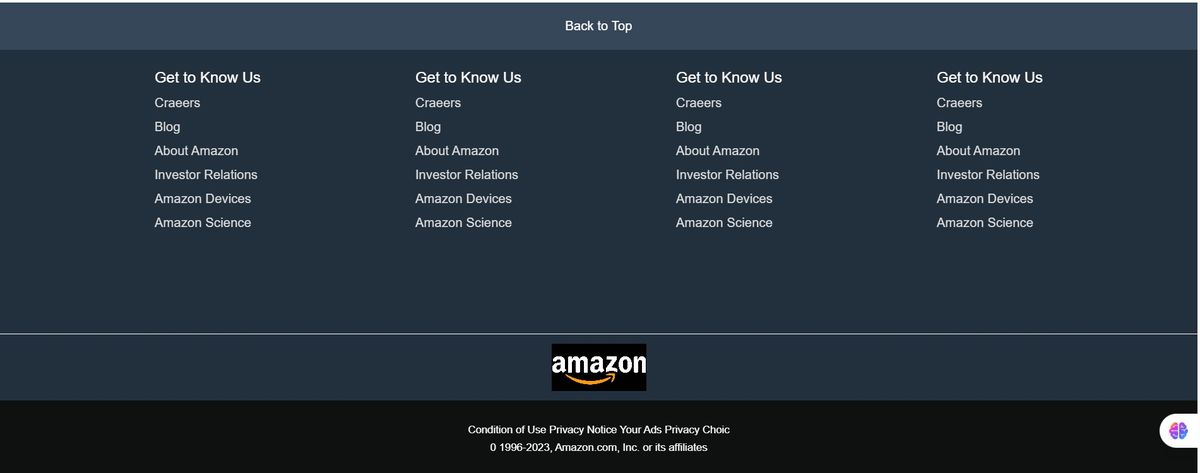 Back to Top
Get to Know Us
Craeers
Blog
About Amazon
Investor Relations
Amazon Devices
Amazon Science
Get to Know Us
Craeers
Blog
About Amazon
Investor Relations
Amazon Devices
Amazon Science
Get to Know Us
Craeers
Blog
About Amazon
Investor Relations
Amazon Devices
Amazon Science
Get to Know Us
Craeers
Blog
About Amazon
Investor Relations
Amazon Devices
Amazon Science
amazon
Condition of Use Privacy Notice Your Ads Privacy Choic
0 1996-2023, Amazon.com, Inc. or its affiliates